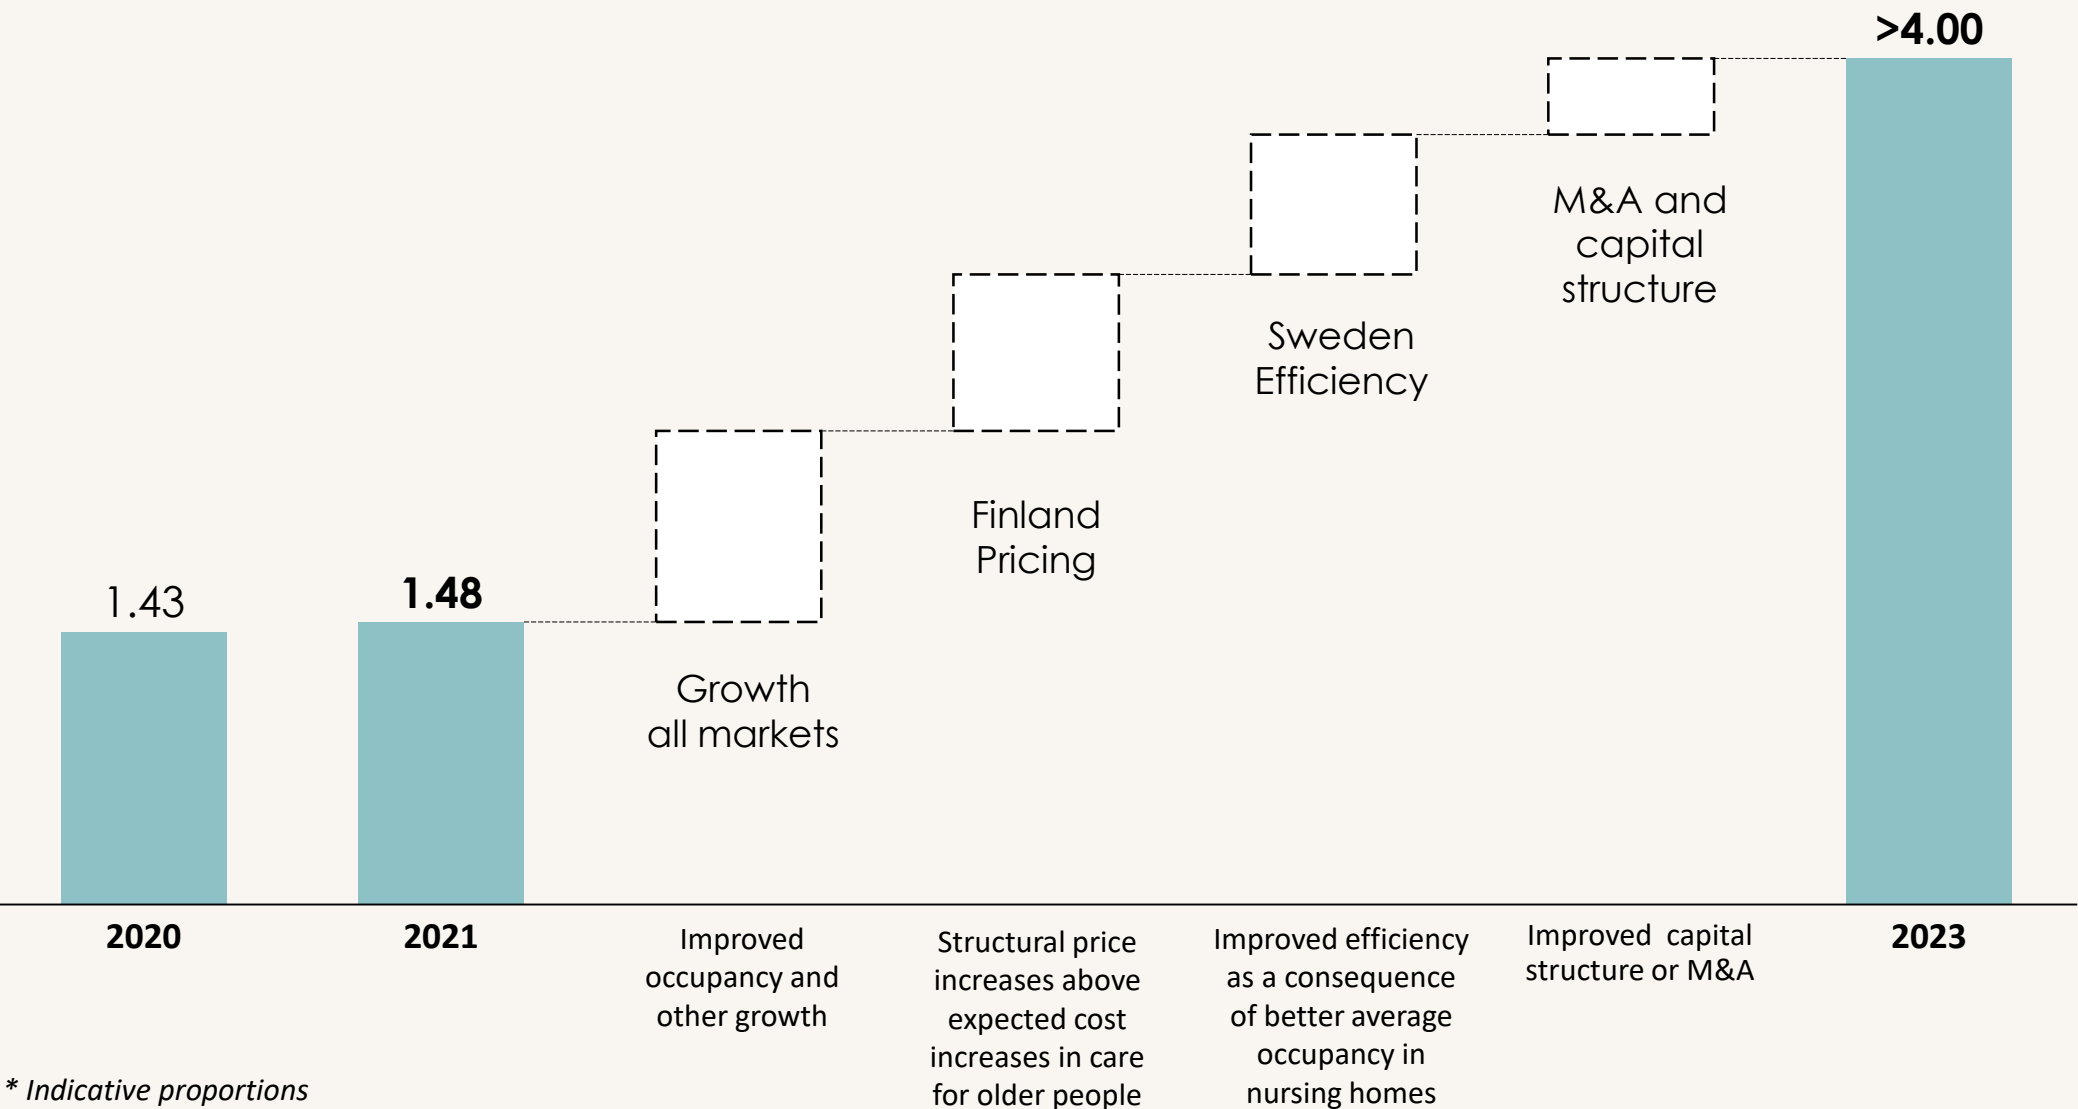 >4.00
M&A and
capital
structure
Sweden
Efficiency
Finland
Pricing
1.43
1.48
Growth
all markets
2020
2021
Improved
occupancy and
other growth
Structural price
increases above
expected cost
increases in care
for older people
Improved efficiency
as a consequence
of better average
occupancy in
nursing homes
Improved capital
structure or M&A
2023
* Indicative proportions